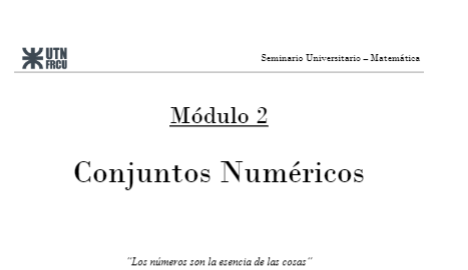 UTN
FRCU
Seminario Universitario – Matemática
Módulo 2
Conjuntos Numéricos
"Los números son la esencia de las cosas"